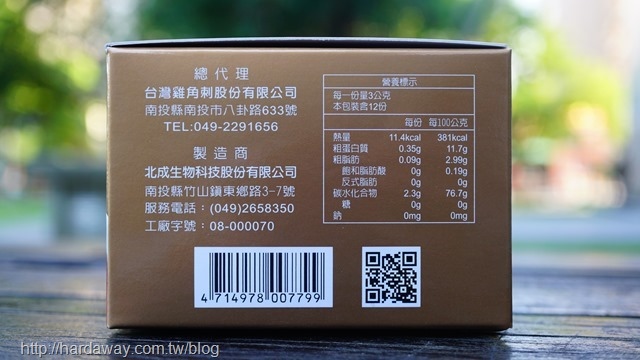 總代理
台灣雞角刺股份有限公司
南投縣南投市八卦路633號
TEL:049-2291656
製造商
北成生物科技股份有限公司
南投縣竹山鎮東鄉路3-7號
服務電話：(049)2658350
工廠字號：08-000070
營養標示
每一份量3公克
本包裝含12份
每份 每100公克
熱量 11.4kcal 381kcal
粗蛋白質 0.35g 11.7g
粗脂肪 0.09g 2.99g
飽和脂肪酸 0g 0.19g
反式脂肪 0g 0g
碳水化合物 2.3g 76.7g
糖 0g 0g
鈉 0mg 0mg
4 714978 007799
http://hardaway.com.tw/blog